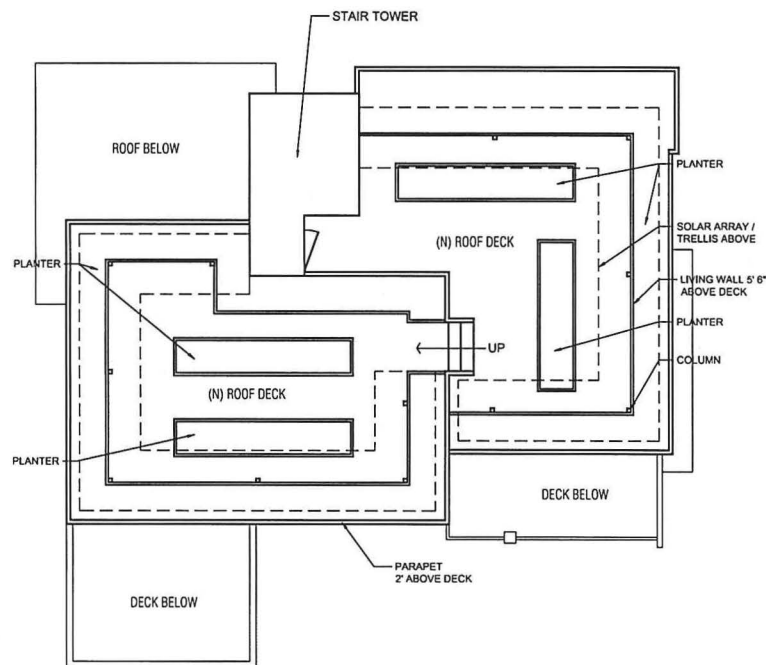 STAIR TOWER
ROOF BELOW
PLANTER
SOLAR ARRAY /
TRELLIS ABOVE
(N) ROOF DECK
PLANTER
LIVING WALL 5' 6"
ABOVE DECK
PLANTER
UP
COLUMN
(N) ROOF DECK
PLANTER
DECK BELOW
PARAPET
2" ABOVE DECK
DECK BELOW